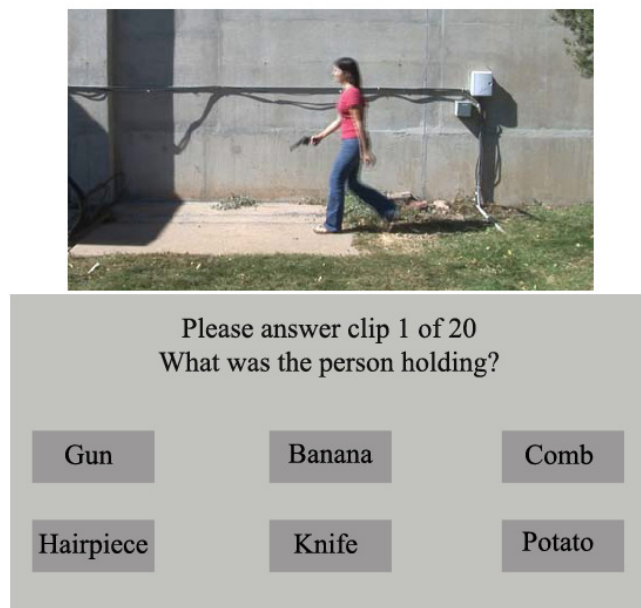 Please answer clip 1 of 20
What was the person holding?
Gun
Banana
Comb
Hairpiece
Knife
Potato